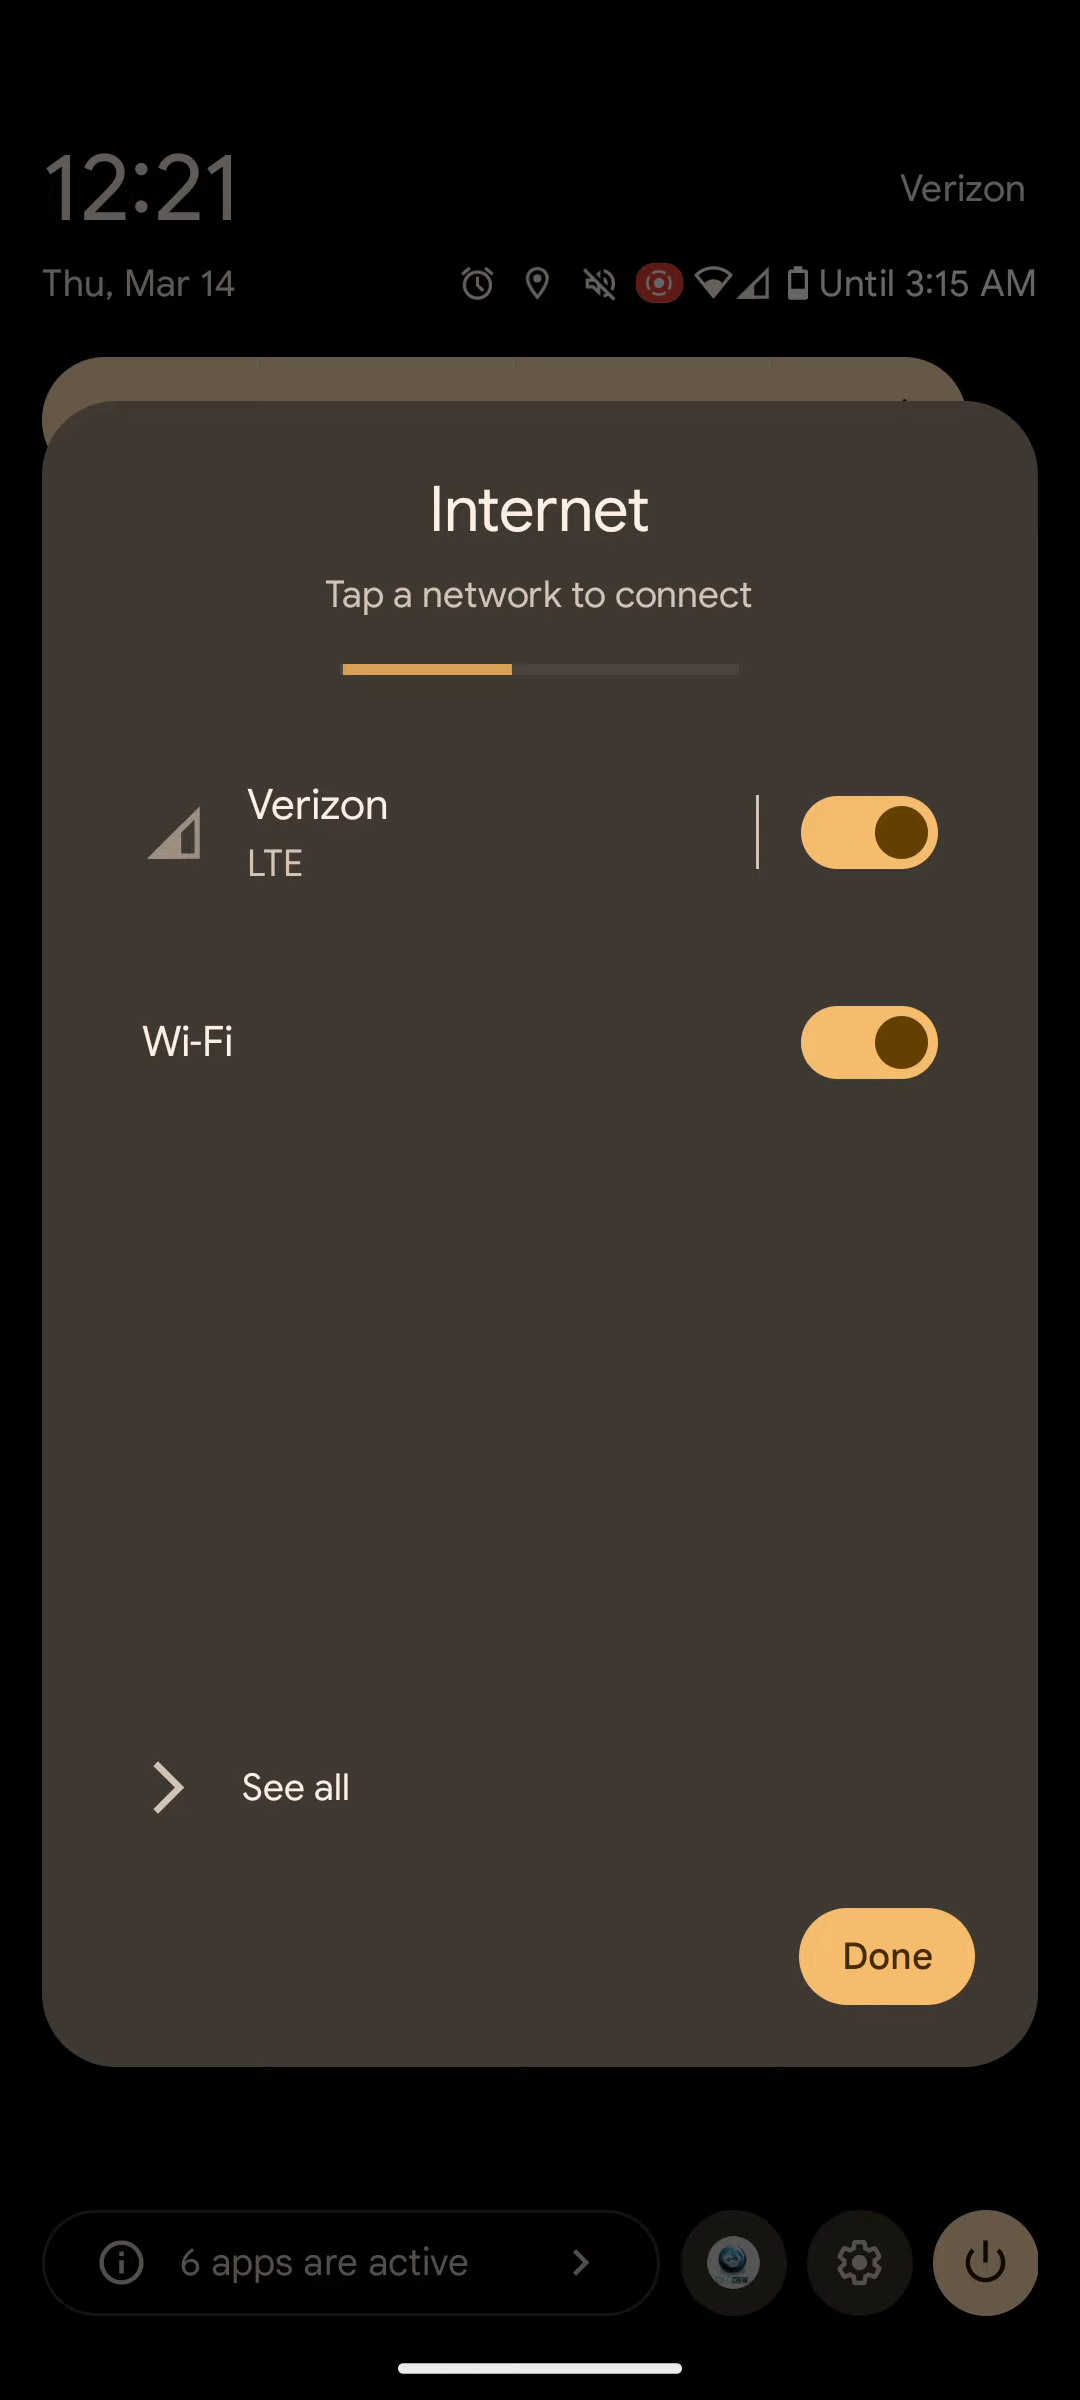 12:21
Verizon
Thu, Mar 14
Until 3:15 AM
Internet
Tap a network to connect
Verizon
LTE
Wi-Fi
See all
Done
6 apps are active